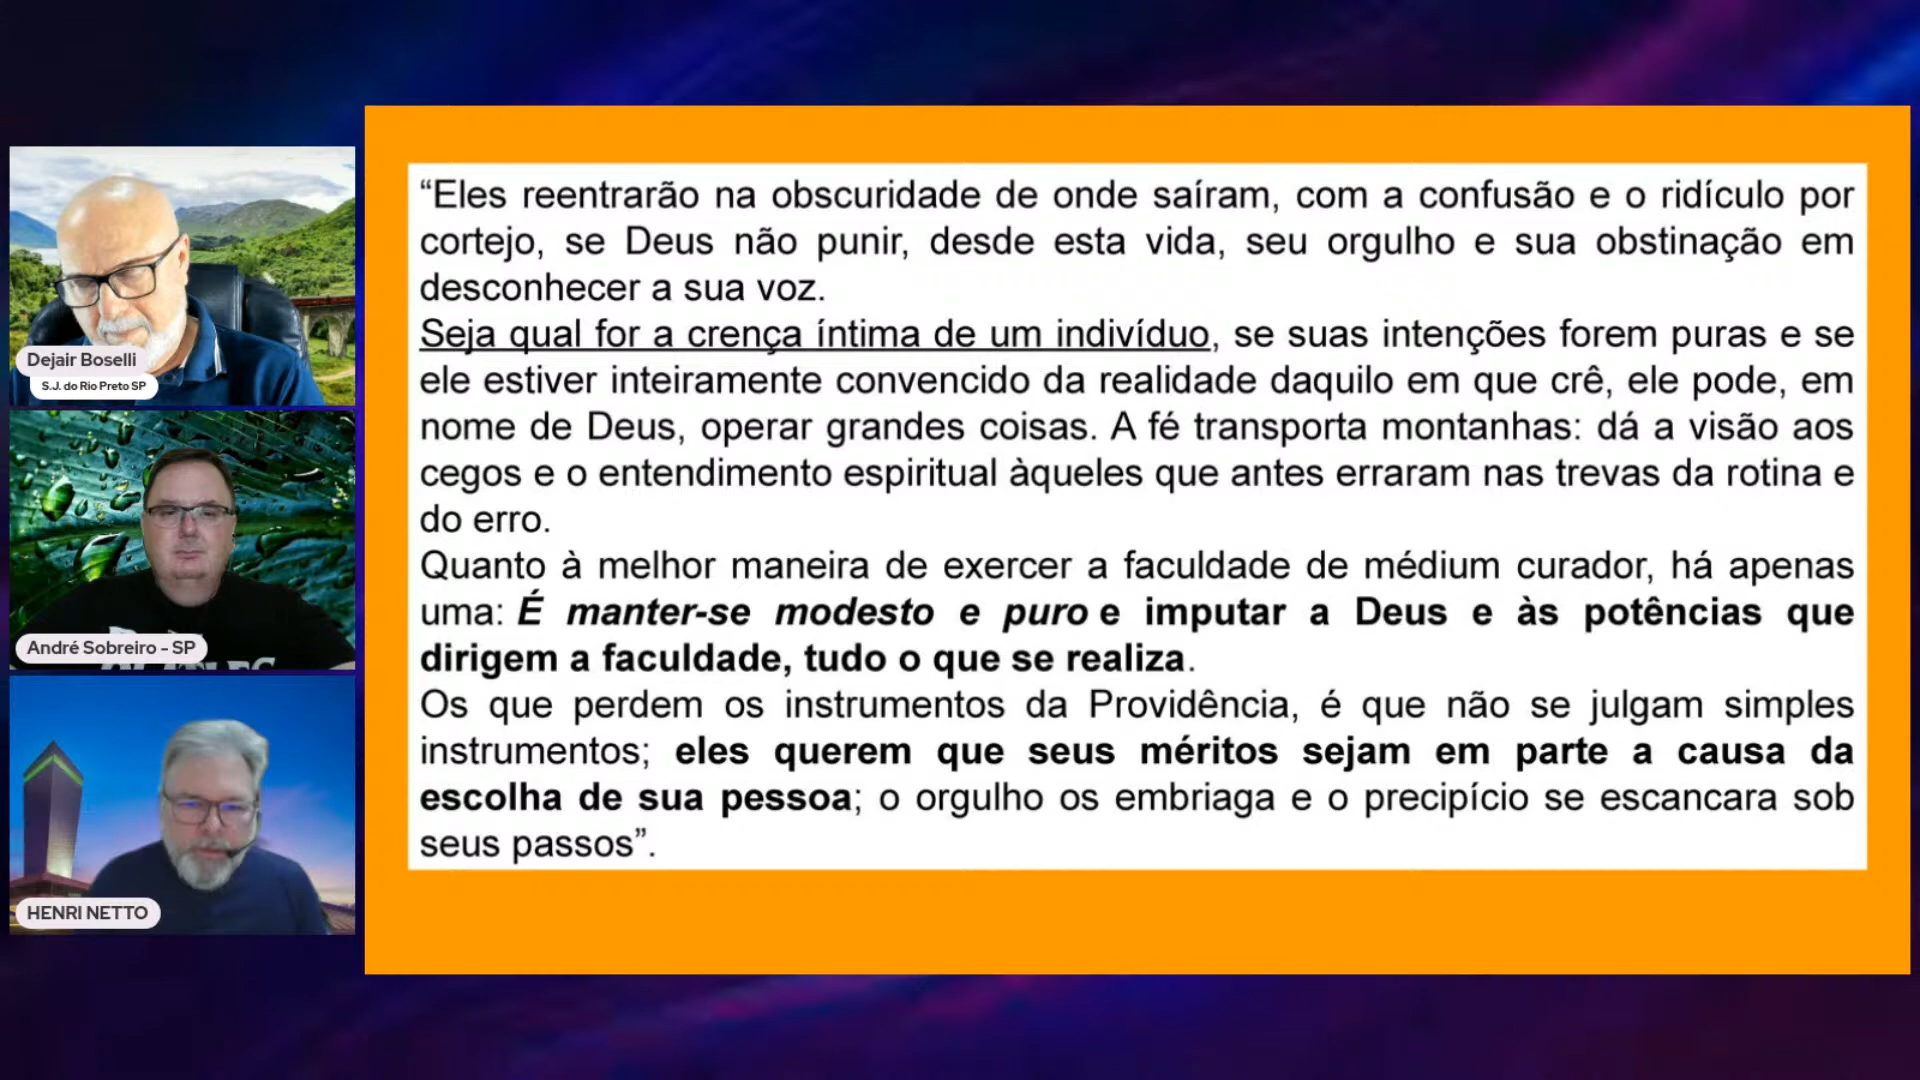 Dejair Boselli
S.J. do Rio Preto SP
André Sobreiro - SP
HENRI NETTO
“Eles reentrarão na obscuridade de onde saíram, com a confusão e o ridículo por
cortejo, se Deus não punir, desde esta vida, seu orgulho e sua obstinação em
desconhecer a sua voz.
Seja qual for a crença íntima de um indivíduo, se suas intenções forem puras e se
ele estiver inteiramente convencido da realidade daquilo em que crê, ele pode, em
nome de Deus, operar grandes coisas. A fé transporta montanhas: dá a visão aos
cegos e o entendimento espiritual àqueles que antes erraram nas trevas da rotina e
do erro.
Quanto à melhor maneira de exercer a faculdade de médium curador, há apenas
uma: É manter-se modesto e puro e imputar a Deus e às potências que
dirigem a faculdade, tudo o que se realiza.
Os que perdem os instrumentos da Providência, é que não se julgam simples
instrumentos; eles querem que seus méritos sejam em parte a causa da
escolha de sua pessoa; o orgulho os embriaga e o precipício se escancara sob
seus passos”.